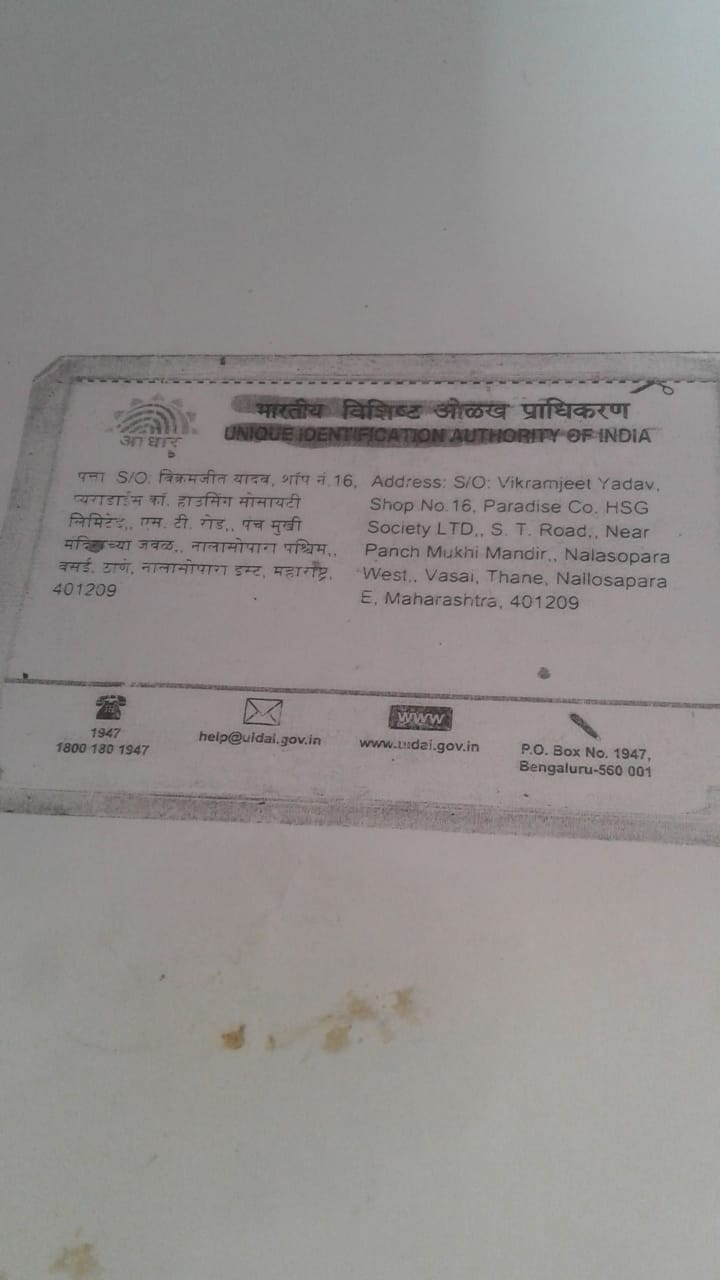 भारतीय विशिष्ट ओळख प्राधिकरण
UNIQUE IDENTIFICATION AUTHORITY OF INDIA
आधार
पत्ता S/O: विक्रमजीत यादव, शॉप नं.16,
प्यराडाईस कॉ. हाउसिंग सोसायटी
लिमिटेड,, एस. टी. रोड,, पंच मुखी
मंदिराच्या जवळ,, नालासोपारा पश्चिम,,
वसई, ठाणे, नालासोपारा इस्ट, महाराष्ट्र,
401209
Address: S/O: Vikramjeet Yadav,
Shop No.16, Paradise Co. HSG
Society LTD,, S. T. Road,, Near
Panch Mukhi Mandir,, Nalasopara
West,, Vasai, Thane, Nallosapara
E, Maharashtra, 401209
1947
1800 180 1947
help@uidai.gov.in
www
www.uidai.gov.in
P.O. Box No. 1947,
Bengaluru-560 001